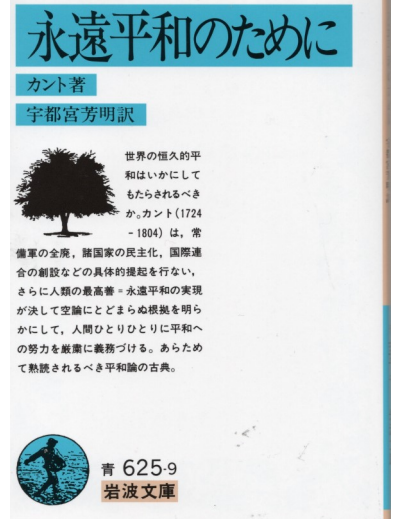 永遠平和のために
カント著
宇都宮芳明訳
世界の恒久的平
和はいかにして
もたらされるべき
か。カント(1724
-1804)は，常
備軍の全廃，諸国家の民主化，国際連
合の創設などの具体的提起を行ない，
さらに人類の最高善＝永遠平和の実現
が決して空論にとどまらぬ根拠を明ら
かにして，人間ひとりひとりに平和へ
の努力を厳粛に義務づける。あらため
て熟読されるべき平和論の古典。
青 625-9
岩波文庫